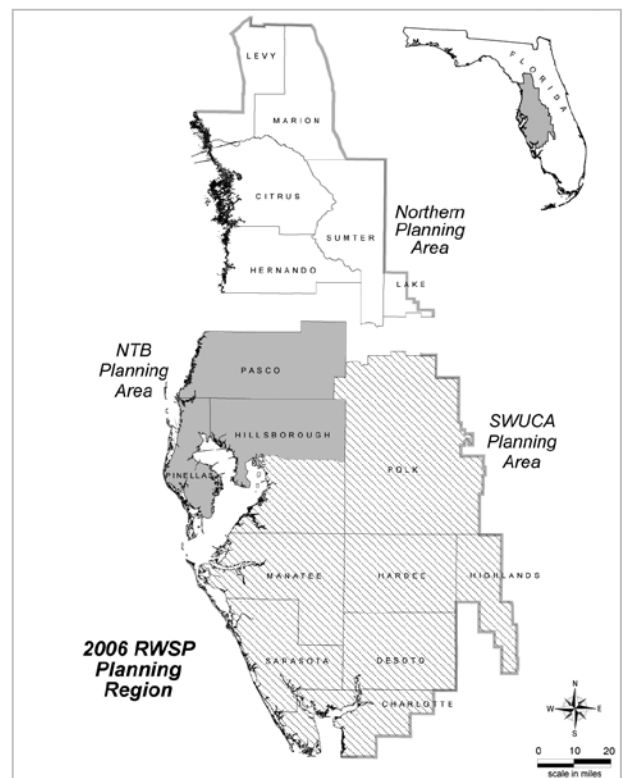 LEVY
FLORIDA
MARION
CITRUS
Northern
Planning
Area
SUMTER
HERNANDO
LAKE
NTB
Planning
Area
PASCO
SWUCA
Planning
Area
HILLSBOROUGH
POLK
PINELLAS
MANATEE
HARDEE
HIGHLANDS
2006 RWSP
Planning
Region
SARASOTA
DESOTO
CHARLOTTE
N
W
E
S
0 10 20
scale in miles